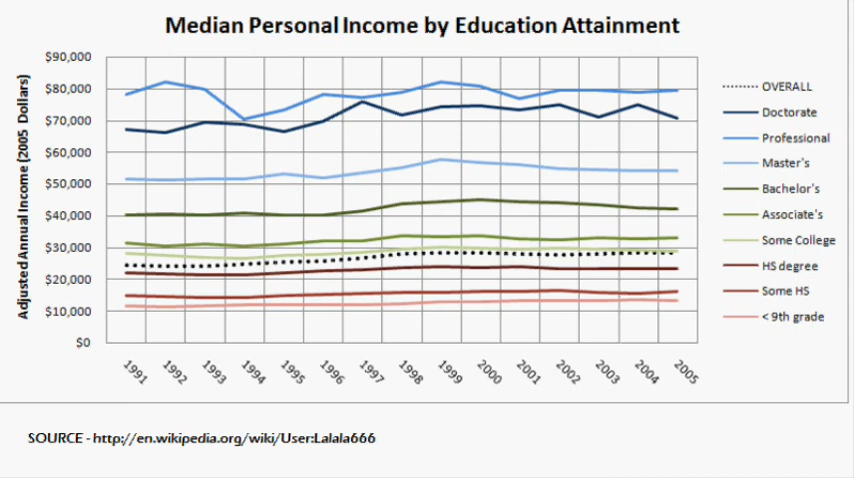 Median Personal Income by Education Attainment
Adjusted Annual Income (2005 Dollars)
$90,000
$80,000
$70,000
$60,000
$50,000
$40,000
$30,000
$20,000
$10,000
$0
1991
1992
1993
1994
1995
1996
1997
1998
1999
2000
2001
2002
2003
2004
2005
OVERALL
Doctorate
Professional
Master's
Bachelor's
Associate's
Some College
HS degree
Some HS
< 9th grade
SOURCE - http://en.wikipedia.org/wiki/User:Lalala666